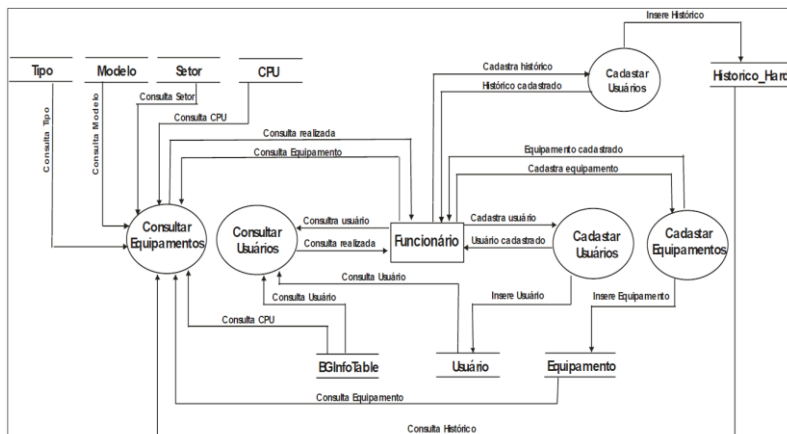 Insere Histórico
Tipo
Modelo
Setor
CPU
Cadastra histórico
Histórico cadastrado
Cadastar
Usuários
Historico_Hard
Consulta Tipo
Consulta Modelo
Consulta Setor
Consulta CPU
Consulta realizada
Consulta Equipamento
Equipamento cadastrado
Cadastra equipamento
Consultar
Equipamentos
Consultar
Usuários
Consultra usuário
Consulta realizada
Funcionário
Cadastra usuário
Usuário cadastrado
Cadastar
Usuários
Cadastar
Equipamentos
Consulta Usuário
Consulta Usuário
Insere Usuário
Insere Equipamento
Consulta CPU
BGInfoTable
Usuário
Equipamento
Consulta Equipamento
Consulta Histórico